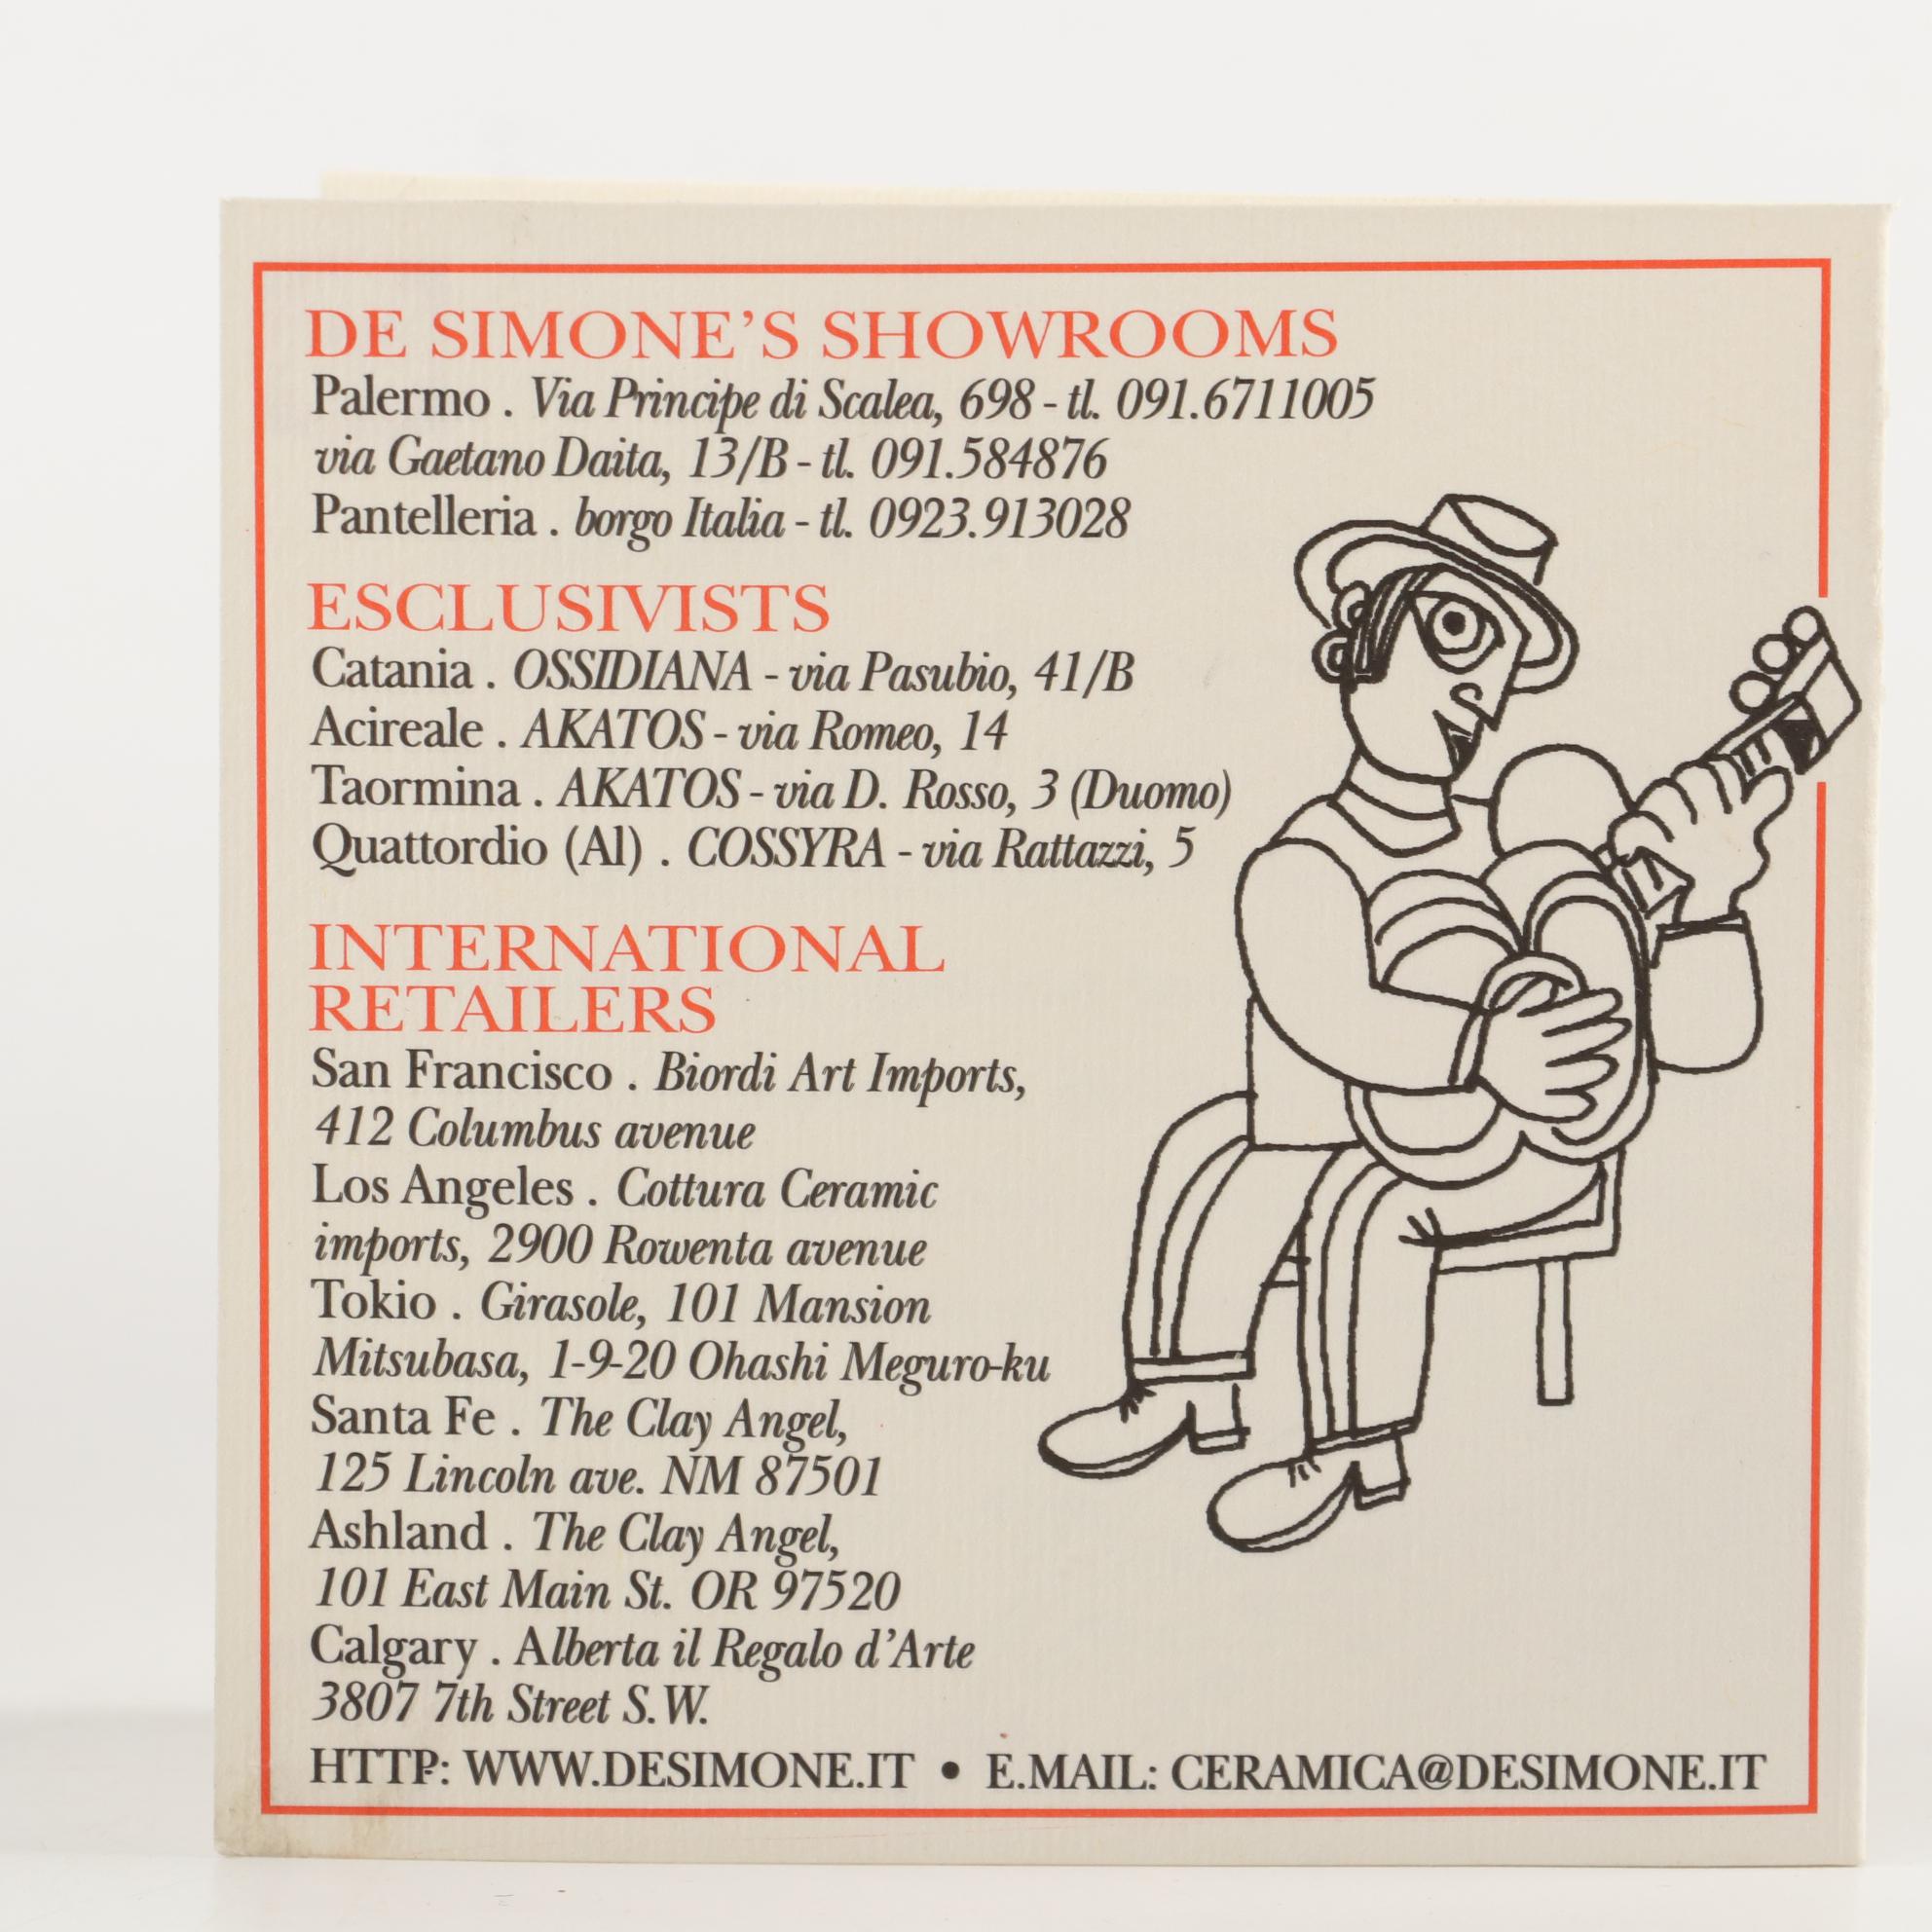 DE SIMONE'S SHOWROOMS
Palermo . Via Principe di Scalea, 698 - tl. 091.6711005
via Gaetano Daita, 13/B - tl. 091.584876
Pantelleria . borgo Italia - tl. 0923.913028
ESCLUSIVISTS
Catania . OSSIDIANA - via Pasubio, 41/B
Acireale . AKATOS - via Romeo, 14
Taormina . AKATOS - via D. Rosso, 3 (Duomo)
Quattordio (Al) . COSSYRA - via Rattazzi, 5
INTERNATIONAL
RETAILERS
San Francisco . Biordi Art Imports,
412 Columbus avenue
Los Angeles . Cottura Ceramic
imports, 2900 Rowenta avenue
Tokio . Girasole, 101 Mansion
Mitsubasa, 1-9-20 Ohashi Meguro-ku
Santa Fe . The Clay Angel,
125 Lincoln ave. NM 87501
Ashland . The Clay Angel,
101 East Main St. OR 97520
Calgary . Alberta il Regalo d'Arte
3807 7th Street S.W.
HTTP: WWW.DESIMONE.IT • E.MAIL: CERAMICA@DESIMONE.IT